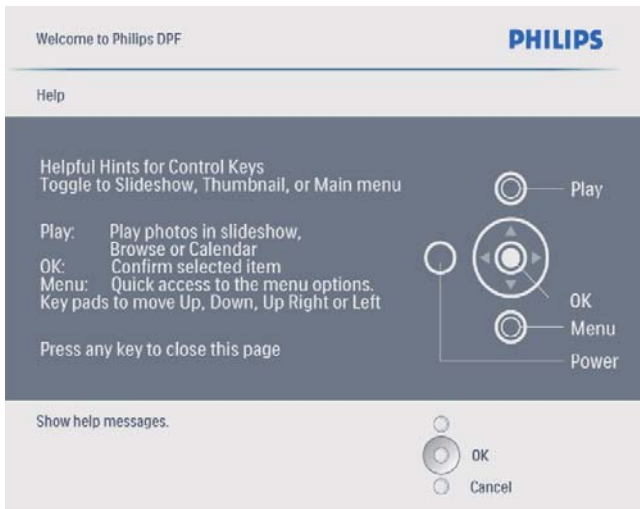 Welcome to Philips DPF
PHILIPS
Help
Helpful Hints for Control Keys
Toggle to Slideshow, Thumbnail, or Main menu
Play: Play photos in slideshow,
Browse or Calendar
OK: Confirm selected item
Menu: Quick access to the menu options.
Key pads to move Up, Down, Up Right or Left
Press any key to close this page
Play
OK
Menu
Power
Show help messages.
OK
Cancel